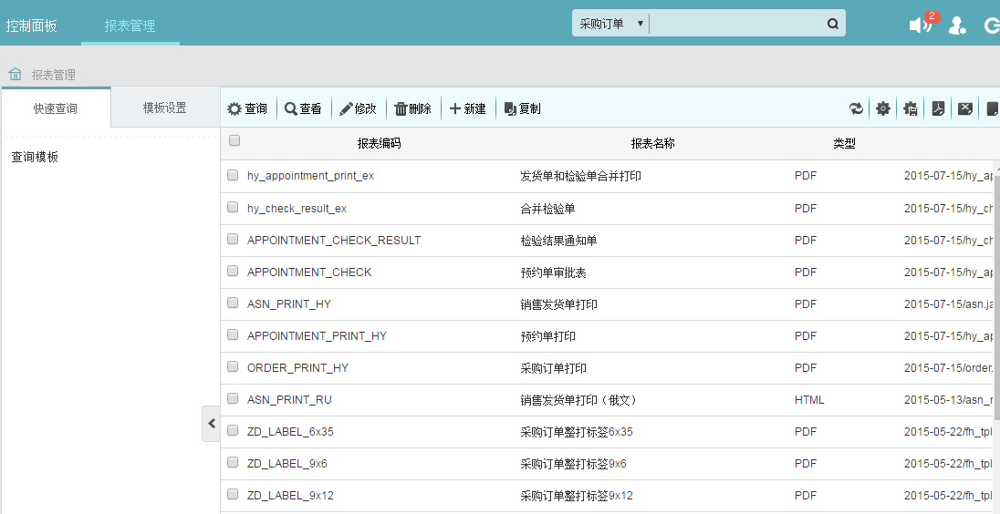 控制面板 报表管理 采购订单 2
报表管理
快速查询 模板设置 查询 查看 修改 删除 新建 复制
查询模板
报表编码 报表名称 类型
hy_appointment_print_ex 发货单和检验单合并打印 PDF 2015-07-15/hy_ap
hy_check_result_ex 合并检验单 PDF 2015-07-15/hy_ch
APPOINTMENT_CHECK_RESULT 检验结果通知单 PDF 2015-07-15/hy_ch
APPOINTMENT_CHECK 预约单审批表 PDF 2015-07-15/hy_ap
ASN_PRINT_HY 销售发货单打印 PDF 2015-07-15/asn.ja
APPOINTMENT_PRINT_HY 预约单打印 PDF 2015-07-15/hy_ap
ORDER_PRINT_HY 采购订单打印 PDF 2015-07-15/order.
ASN_PRINT_RU 销售发货单打印（俄文） HTML 2015-05-13/asn_r
ZD_LABEL_6x35 采购订单整打标签6x35 PDF 2015-05-22/fh_tpl
ZD_LABEL_9x6 采购订单整打标签9x6 PDF 2015-05-22/fh_tpl
ZD_LABEL_9x12 采购订单整打标签9x12 PDF 2015-05-22/fh_tpl